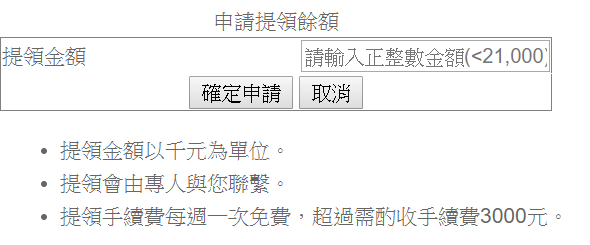 申請提領餘額
提領金額 請輸入正整數金額(<21,000)
確定申請 取消
提領金額以千元為單位。
提領會由專人與您聯繫。
提領手續費每週一次免費，超過需酌收手續費3000元。